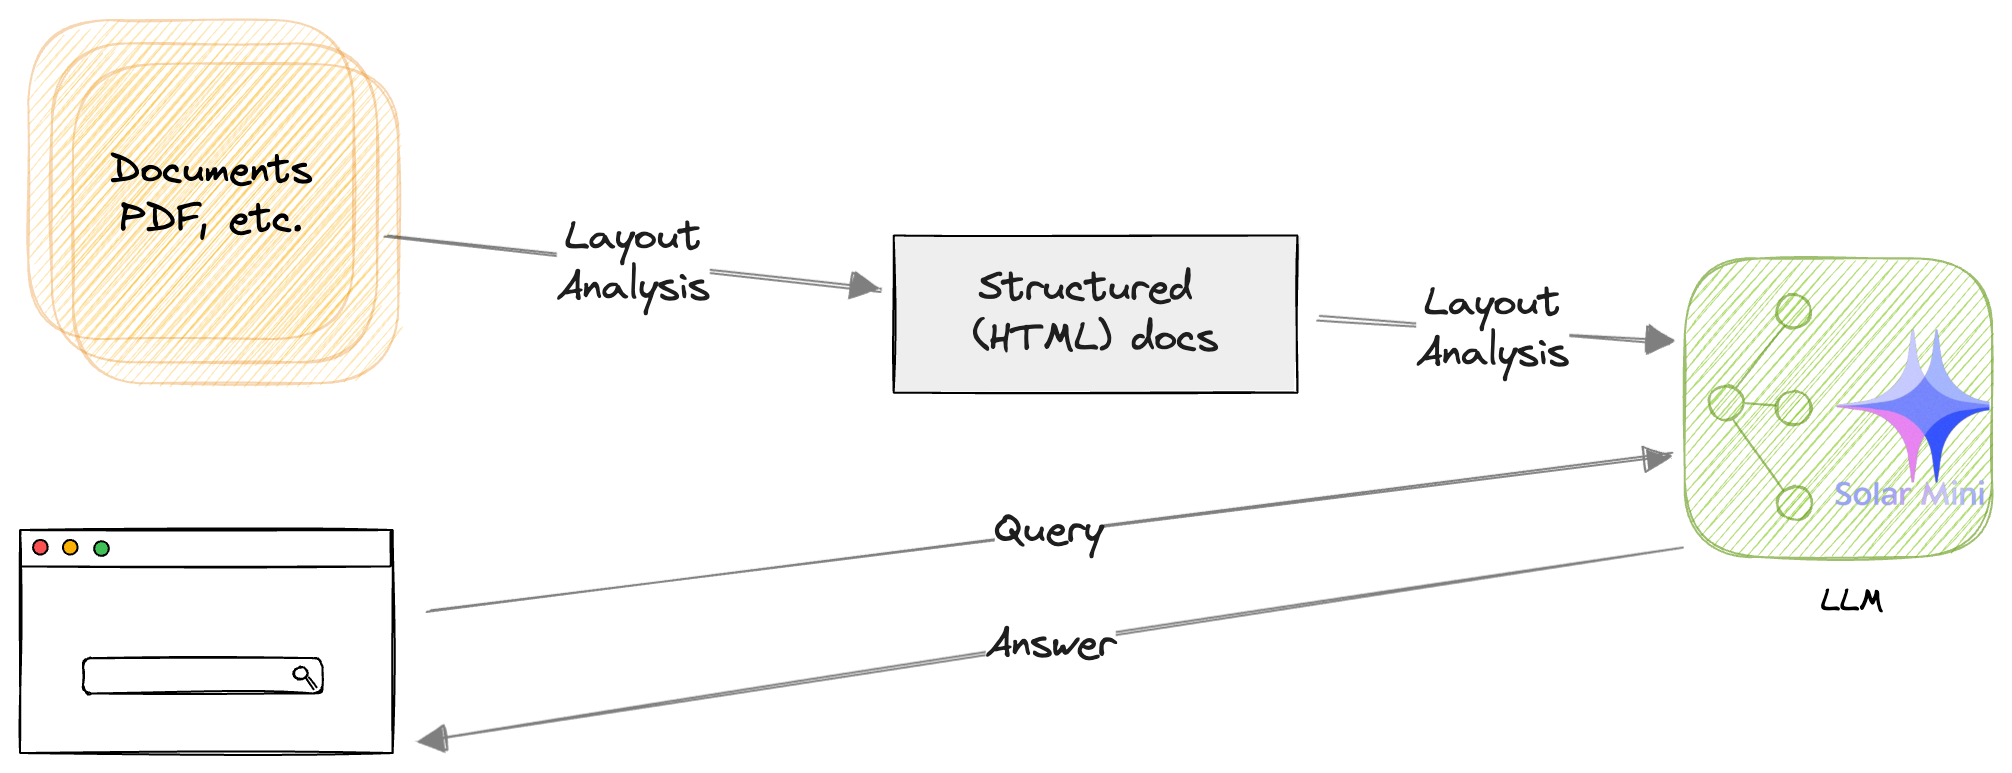 Documents
PDF, etc.
Layout
Analysis
Structured
(HTML) docs
Layout
Analysis
Solar Mini
LLM
Query
Answer